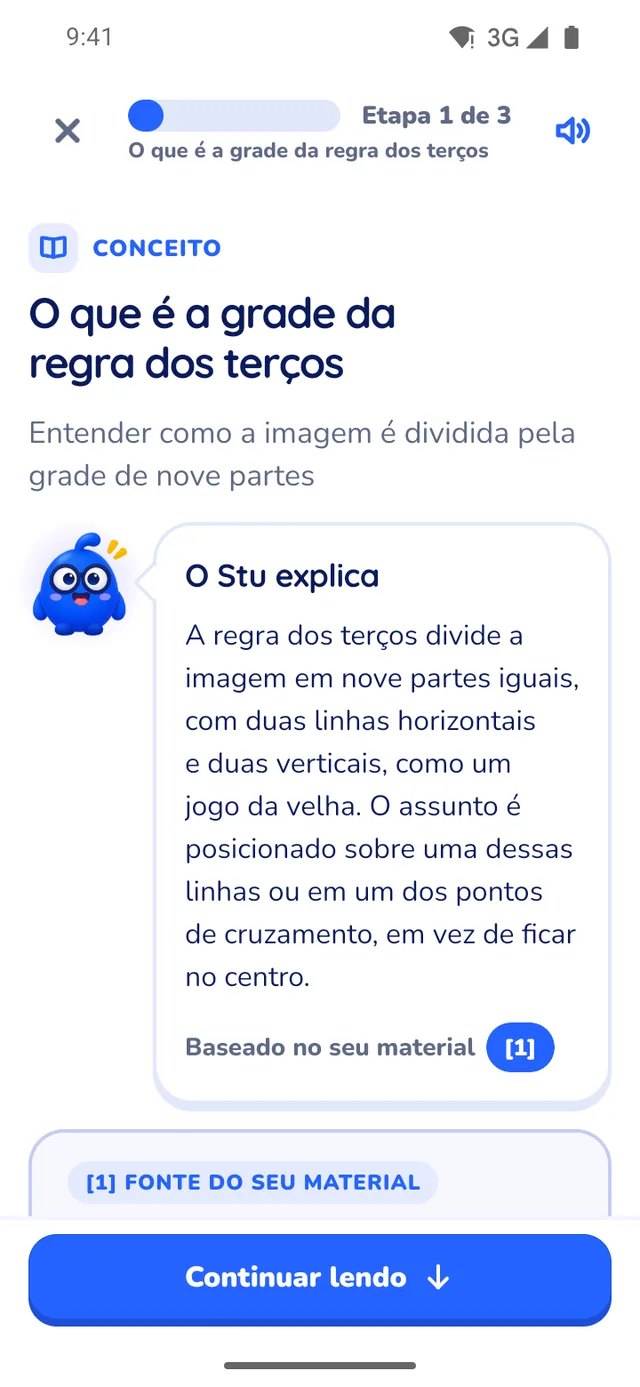 9:41
3G
Etapa 1 de 3
O que é a grade da regra dos terços
CONCEITO
O que é a grade da
regra dos terços
Entender como a imagem é dividida pela
grade de nove partes
O Stu explica
A regra dos terços divide a
imagem em nove partes iguais,
com duas linhas horizontais
e duas verticais, como um
jogo da velha. O assunto é
posicionado sobre uma dessas
linhas ou em um dos pontos
de cruzamento, em vez de ficar
no centro.
Baseado no seu material [1]
[1] FONTE DO SEU MATERIAL
Continuar lendo ↓